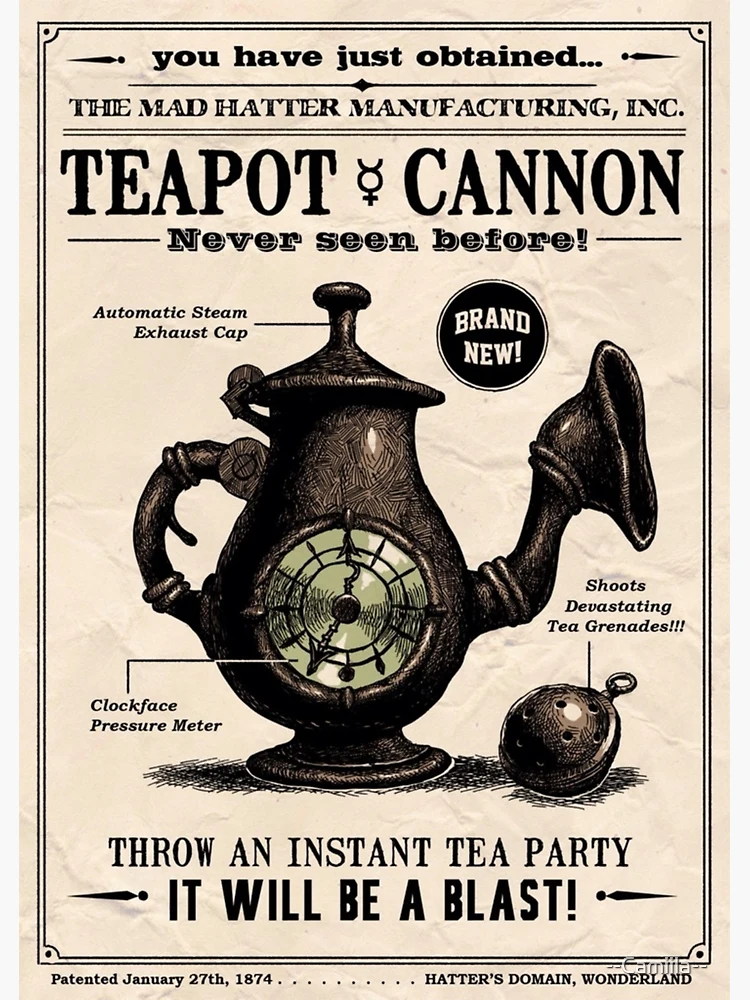 you have just obtained...
THE MAD HATTER MANUFACTURING, INC.
TEAPOT ☿ CANNON
Never seen before!
Automatic Steam
Exhaust Cap
BRAND
NEW!
Shoots
Devastating
Tea Grenades!!!
Clockface
Pressure Meter
THROW AN INSTANT TEA PARTY
IT WILL BE A BLAST!
--Camilla--
Patented January 27th, 1874 . . . . . . . . . . HATTER'S DOMAIN, WONDERLAND